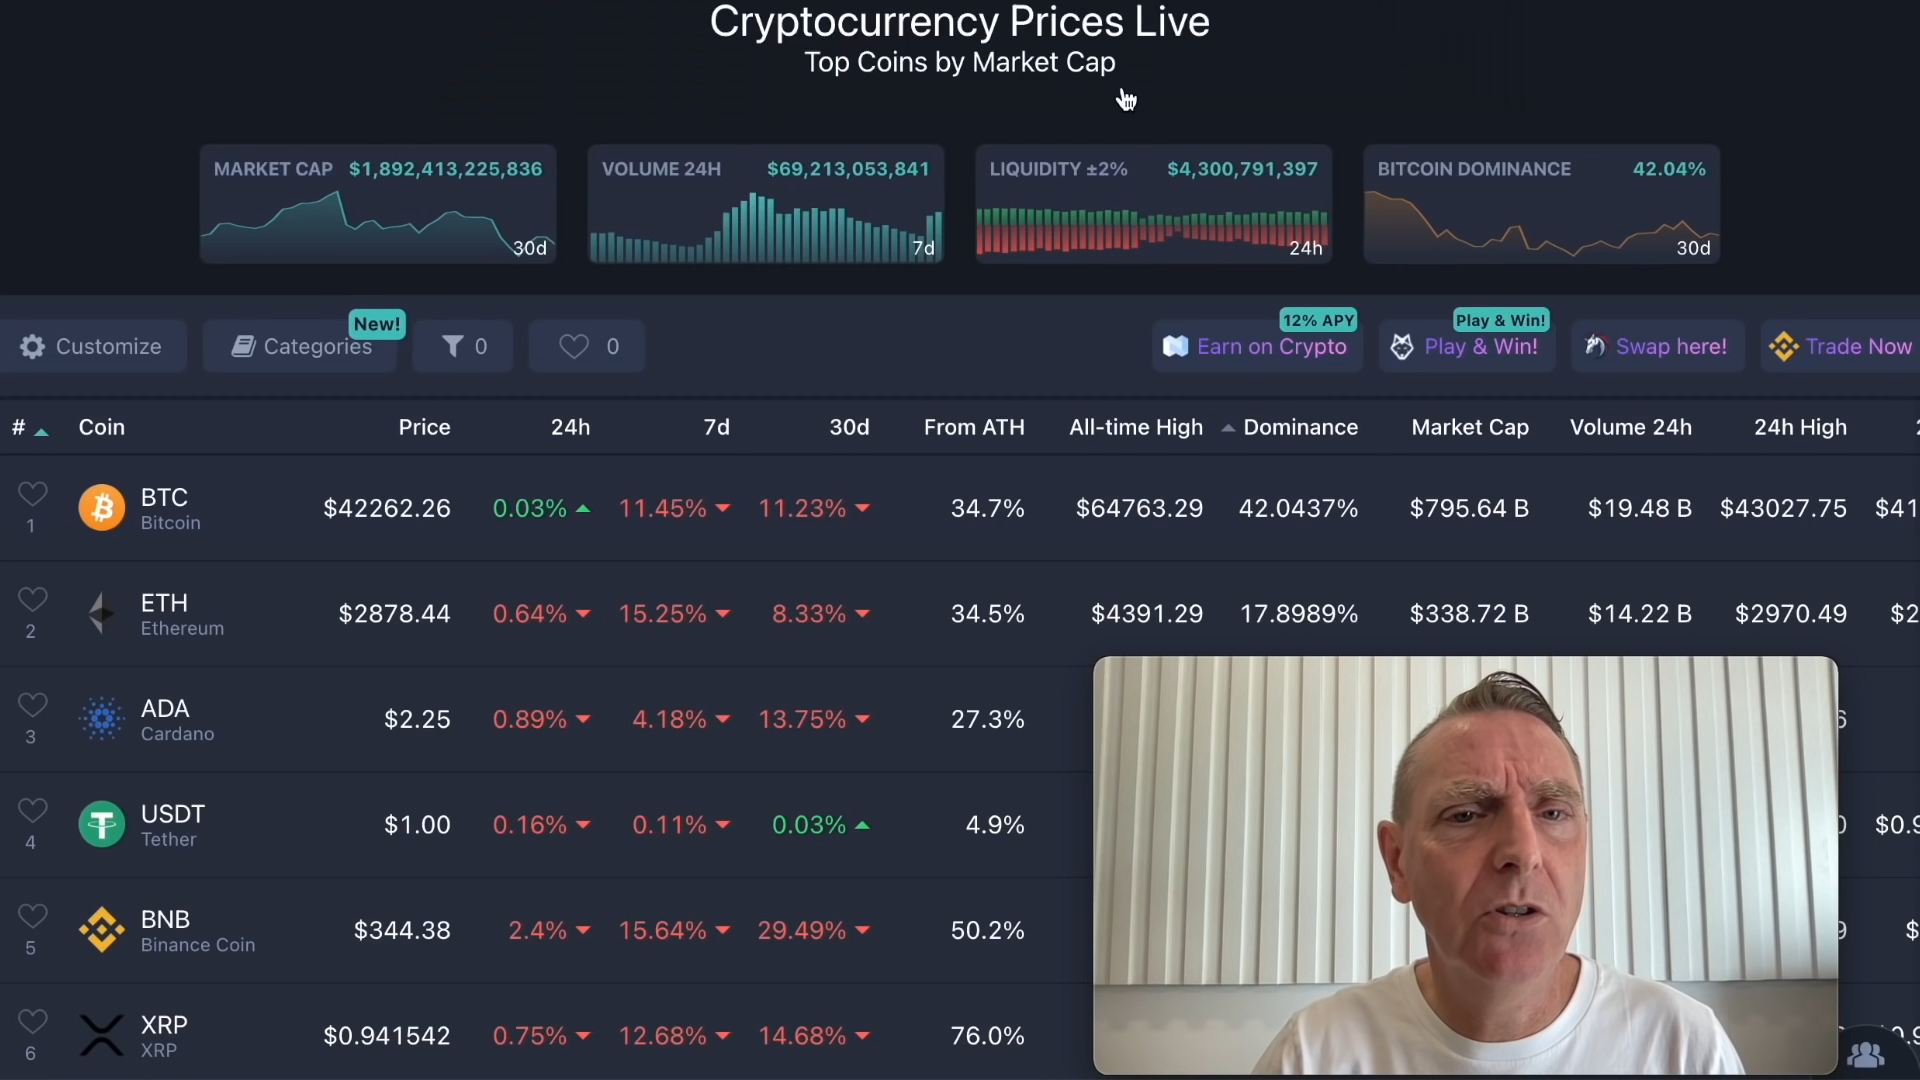 Cryptocurrency Prices Live
Top Coins by Market Cap
MARKET CAP $1,892,413,225,836
30d
VOLUME 24H $69,213,053,841
7d
LIQUIDITY ±2% $4,300,791,397
24h
BITCOIN DOMINANCE 42.04%
30d
Customize
Categories New!
0
0
Earn on Crypto 12% APY
Play & Win! Play & Win!
Swap here!
Trade Now
# Coin Price 24h 7d 30d From ATH All-time High Dominance Market Cap Volume 24h 24h High
1 BTC Bitcoin $42262.26 0.03% 11.45% 11.23% 34.7% $64763.29 42.0437% $795.64 B $19.48 B $43027.75 $41
2 ETH Ethereum $2878.44 0.64% 15.25% 8.33% 34.5% $4391.29 17.8989% $338.72 B $14.22 B $2970.49 $2
3 ADA Cardano $2.25 0.89% 4.18% 13.75% 27.3%
4 USDT Tether $1.00 0.16% 0.11% 0.03% 4.9% $0.9
5 BNB Binance Coin $344.38 2.4% 15.64% 29.49% 50.2% $
6 XRP XRP $0.941542 0.75% 12.68% 14.68% 76.0%